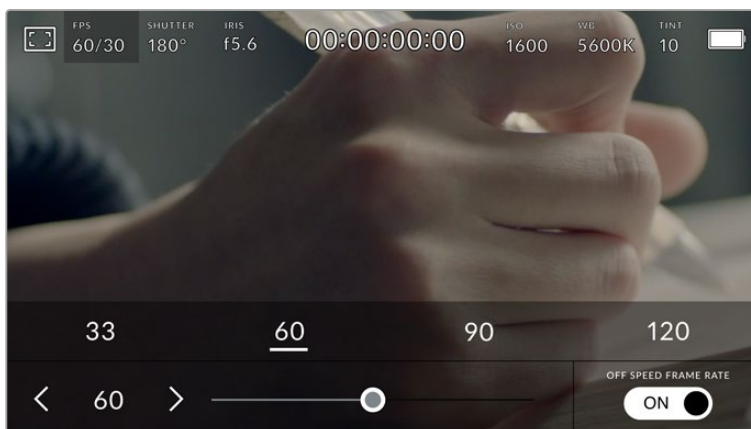 FPS SHUTTER IRIS ISO WB TINT
60/30 180° f5.6 00:00:00:00 1600 5600K 10
33 60 90 120
OFF SPEED FRAME RATE
60 ON